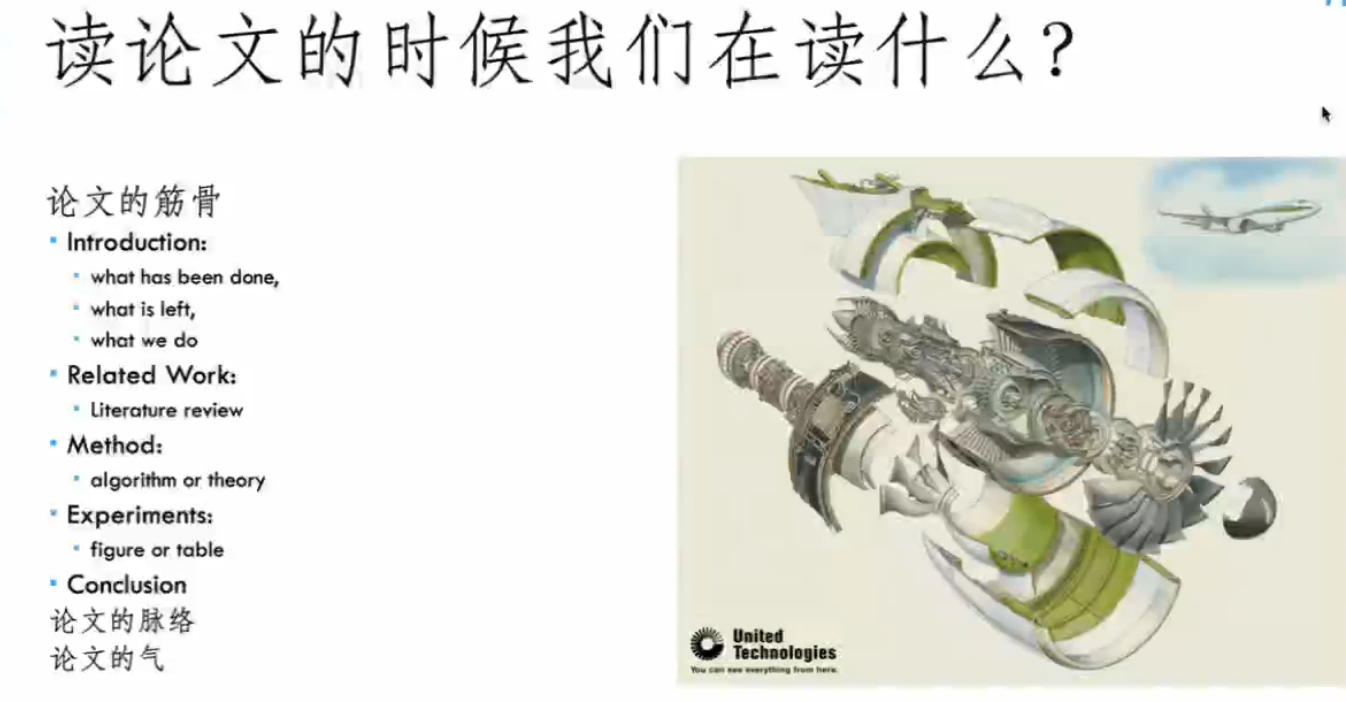 读论文的时候我们在读什么?
论文的筋骨
Introduction:
what has been done,
what is left,
what we do
Related Work:
Literature review
Method:
algorithm or theory
Experiments:
figure or table
Conclusion
论文的脉络
论文的气
United
Technologies
You can see everything from here.